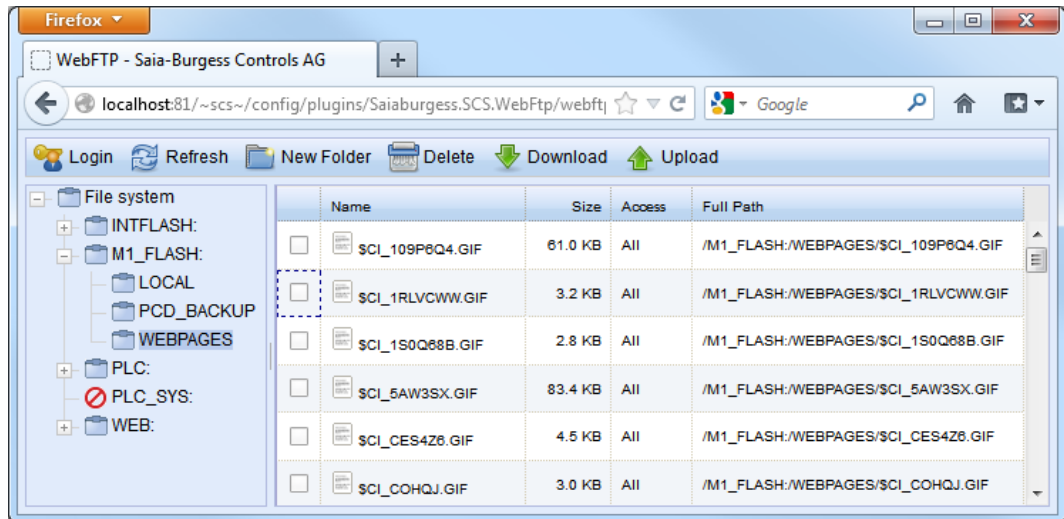 Firefox
WebFTP - Saia-Burgess Controls AG
localhost:81/~scs~/config/plugins/Saiaburgess.SCS.WebFtp/webft
Google
Login Refresh New Folder Delete Download Upload
File system
INTFLASH:
M1_FLASH:
LOCAL
PCD_BACKUP
WEBPAGES
PLC:
PLC_SYS:
WEB:
Name Size Access Full Path
$CI_109P6Q4.GIF 61.0 KB All /M1_FLASH:/WEBPAGES/$CI_109P6Q4.GIF
$CI_1RLVCWW.GIF 3.2 KB All /M1_FLASH:/WEBPAGES/$CI_1RLVCWW.GIF
$CI_1S0Q68B.GIF 2.8 KB All /M1_FLASH:/WEBPAGES/$CI_1S0Q68B.GIF
$CI_5AW3SX.GIF 83.4 KB All /M1_FLASH:/WEBPAGES/$CI_5AW3SX.GIF
$CI_CES4Z6.GIF 4.5 KB All /M1_FLASH:/WEBPAGES/$CI_CES4Z6.GIF
$CI_COHQJ.GIF 3.0 KB All /M1_FLASH:/WEBPAGES/$CI_COHQJ.GIF